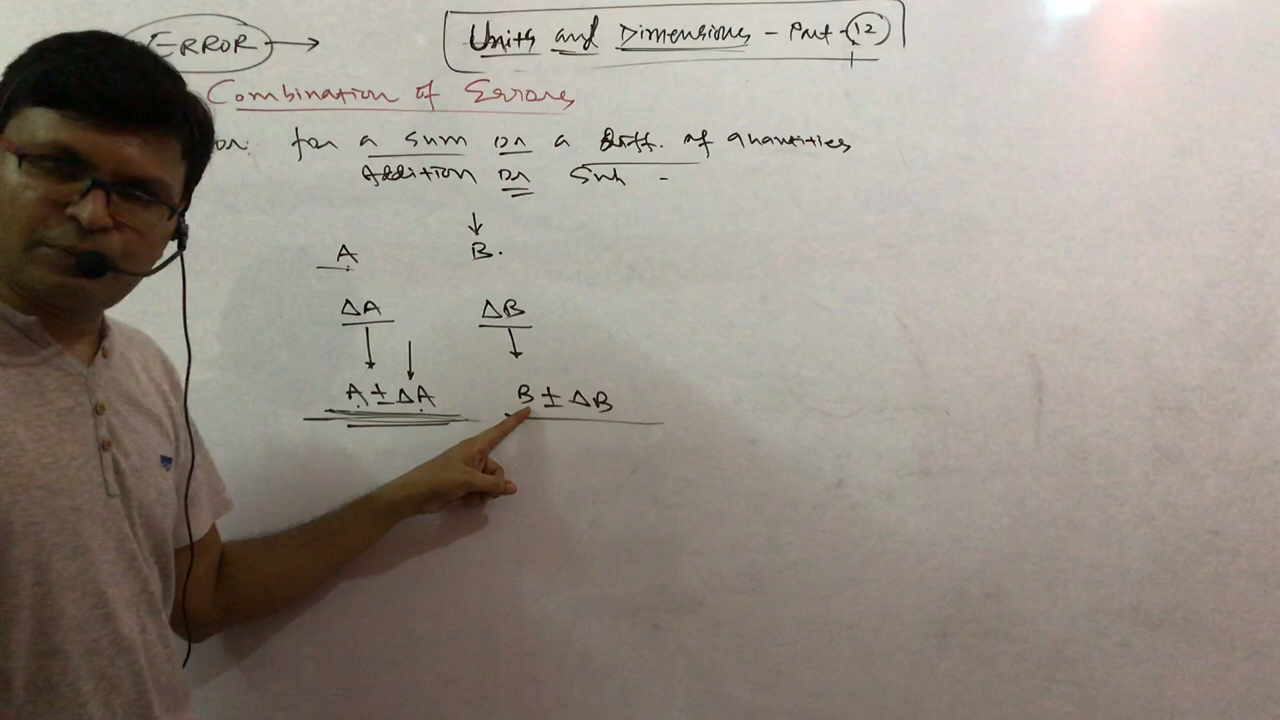 Units and Dimensions - Part - 12
ERROR →
Combination of Errors
for a sum or a Diff. of quantities
Addition or Sub -
A B.
ΔA ΔB
A ± ΔA B ± ΔB